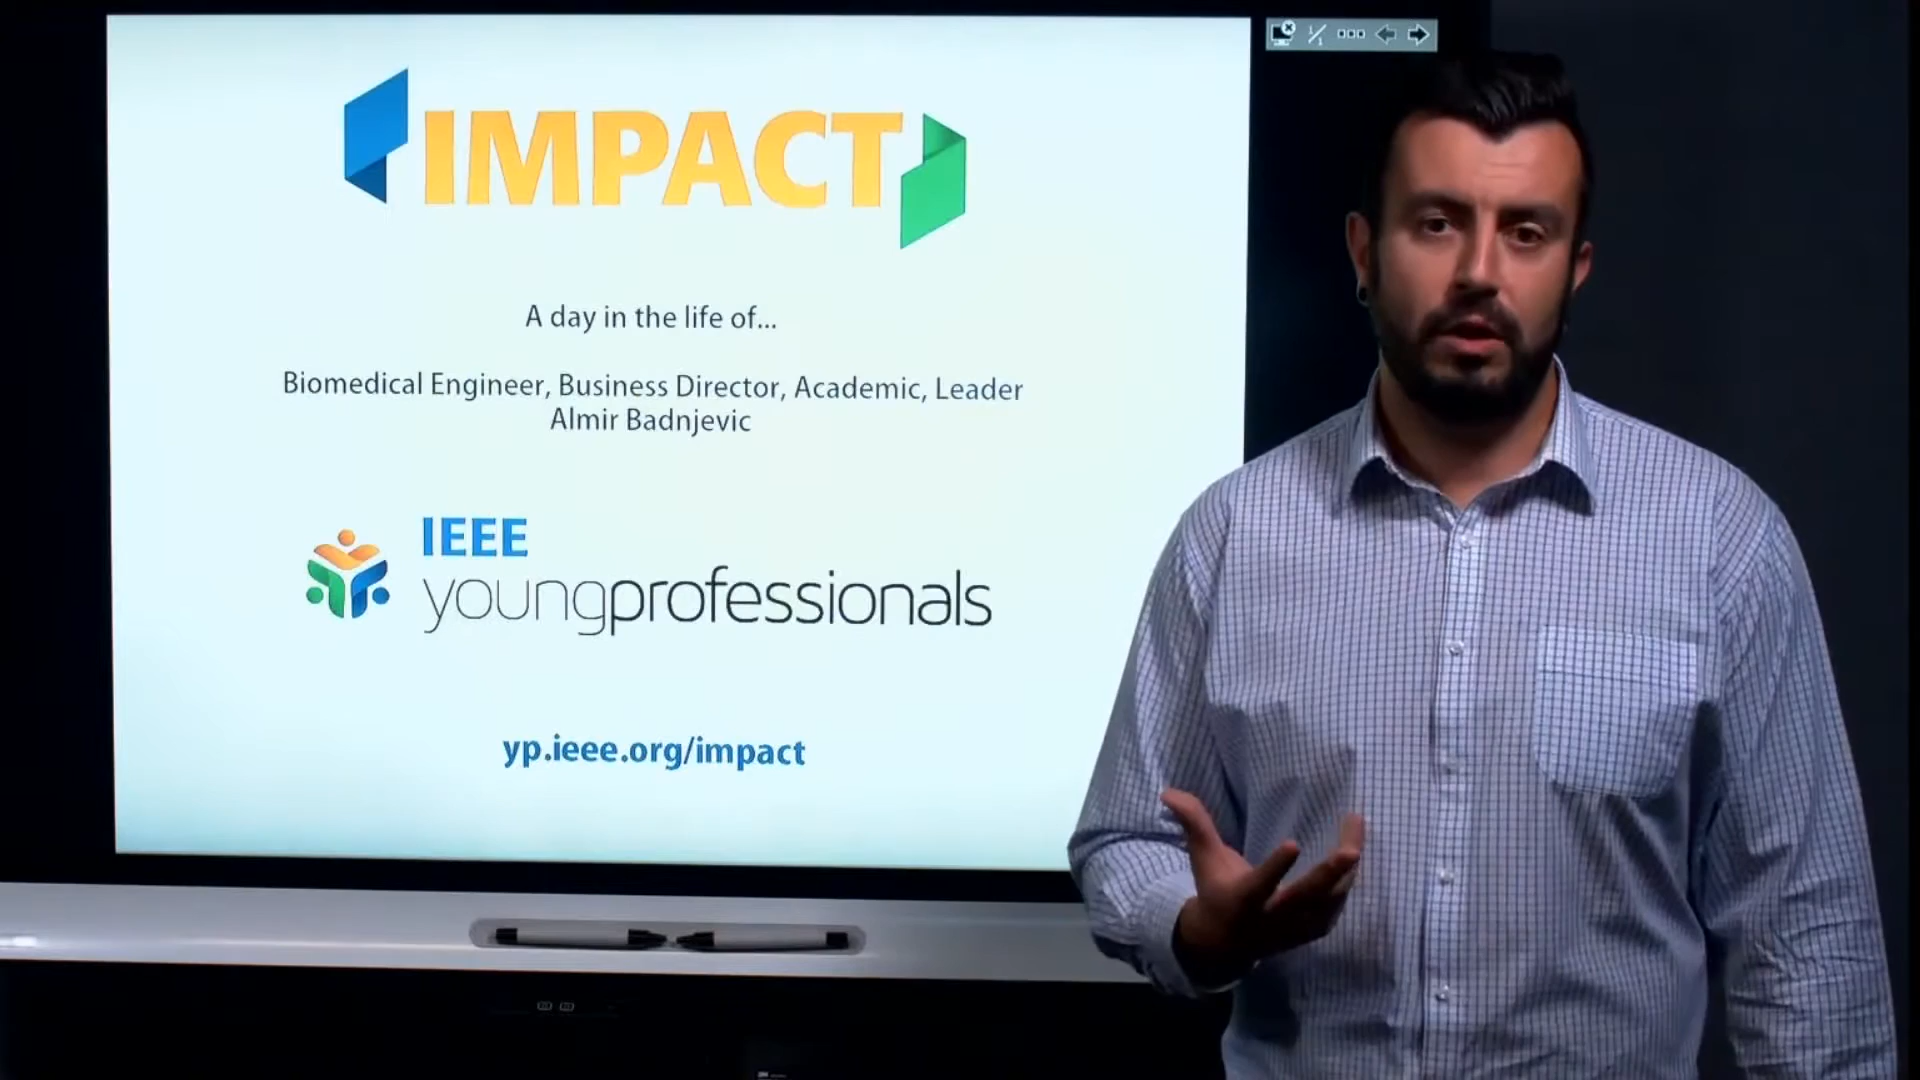 IMPACT
A day in the life of...
Biomedical Engineer, Business Director, Academic, Leader
Almir Badnjevic
IEEE
youngprofessionals
yp.ieee.org/impact